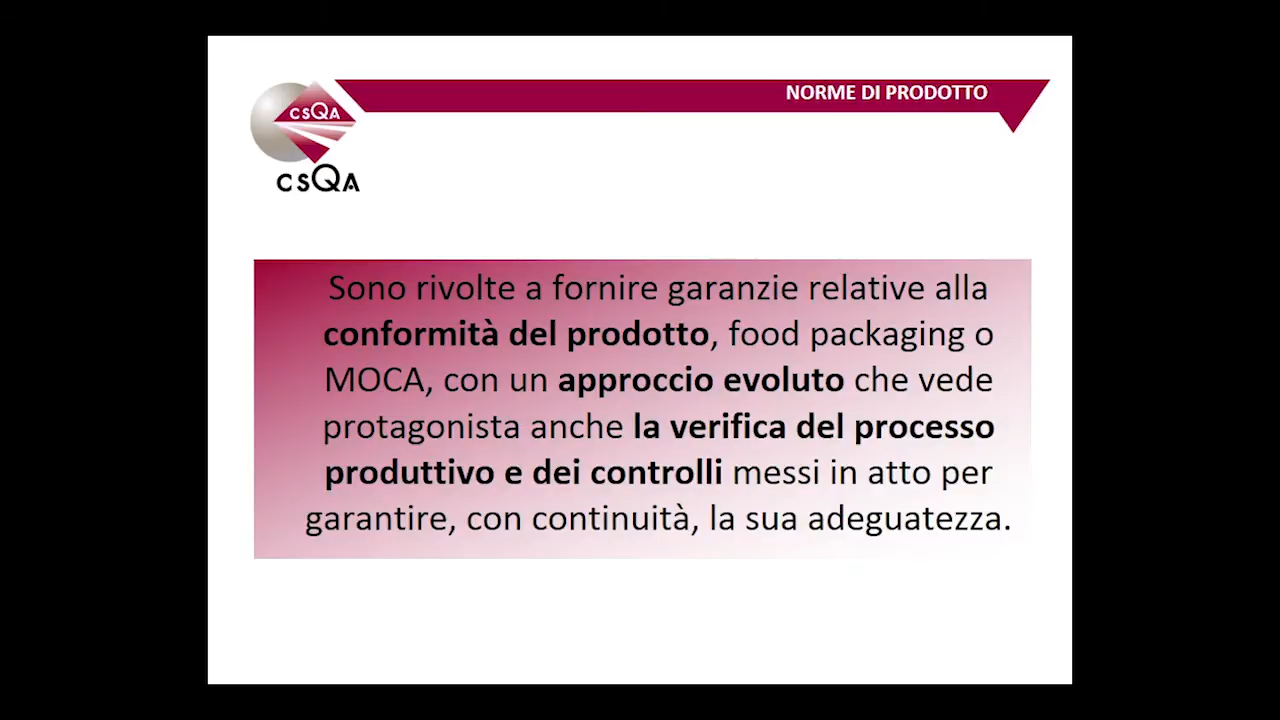 NORME DI PRODOTTO
CSQA
CSQA
Sono rivolte a fornire garanzie relative alla
conformità del prodotto, food packaging o
MOCA, con un approccio evoluto che vede
protagonista anche la verifica del processo
produttivo e dei controlli messi in atto per
garantire, con continuità, la sua adeguatezza.